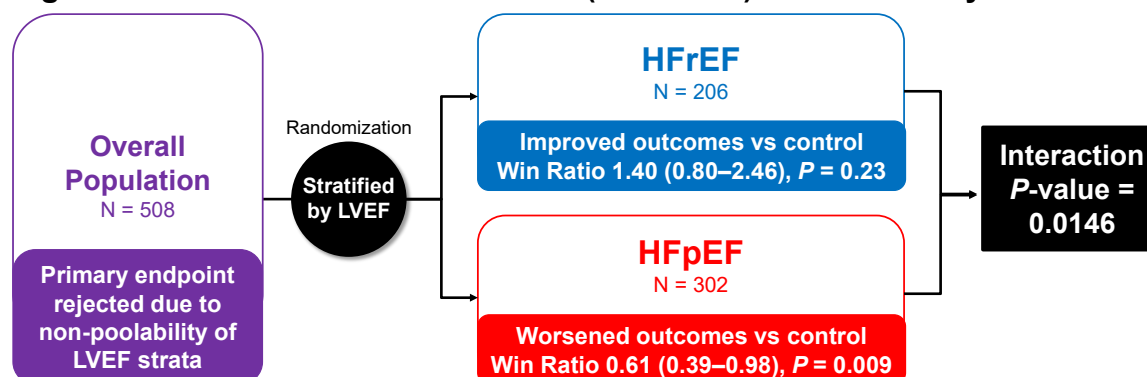 Overall
Population
N = 508
Primary endpoint
rejected due to
non-poolability of
LVEF strata
Randomization
Stratified
by LVEF
HFrEF
N = 206
Improved outcomes vs control
Win Ratio 1.40 (0.80–2.46), P = 0.23
HFpEF
N = 302
Worsened outcomes vs control
Win Ratio 0.61 (0.39–0.98), P = 0.009
Interaction
P-value =
0.0146